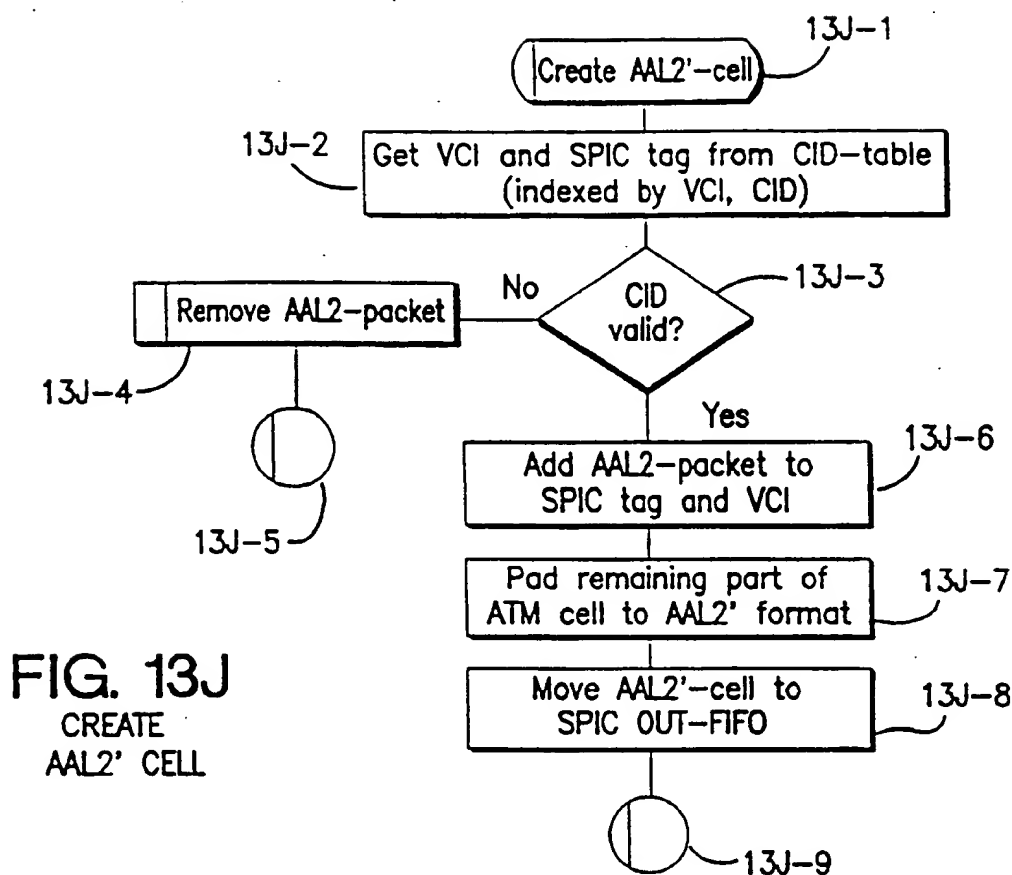 13J-1
Create AAL2'-cell
13J-2
Get VCI and SPIC tag from CID-table
(indexed by VCI, CID)
13J-3
CID
valid?
No
Remove AAL2-packet
13J-4
13J-5
Yes
13J-6
Add AAL2-packet to
SPIC tag and VCI
13J-7
Pad remaining part of
ATM cell to AAL2' format
Move AAL2'-cell to
SPIC OUT-FIFO
13J-8
13J-9
FIG. 13J
CREATE
AAL2' CELL